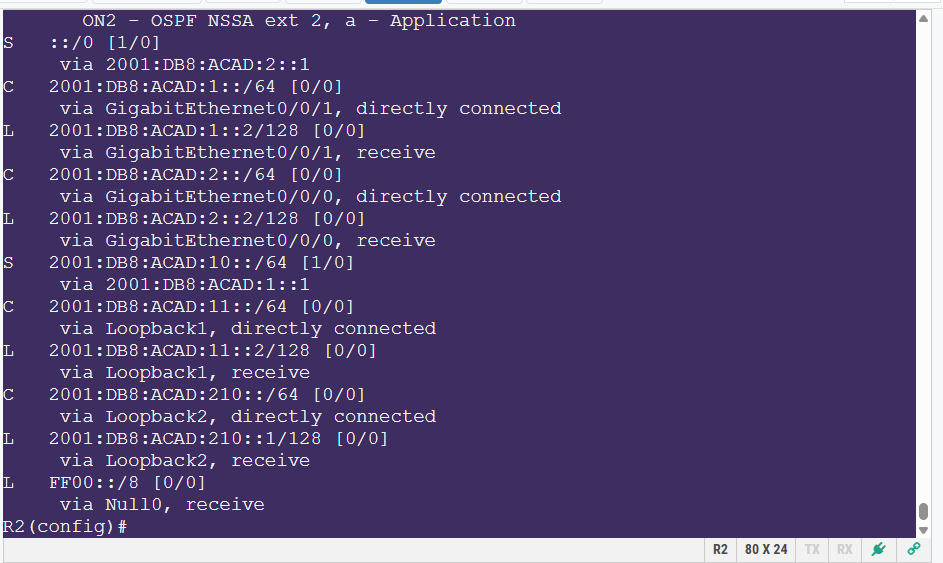 ON2 - OSPF NSSA ext 2, a - Application
S   ::/0 [1/0]
     via 2001:DB8:ACAD:2::1
C   2001:DB8:ACAD:1::/64 [0/0]
     via GigabitEthernet0/0/1, directly connected
L   2001:DB8:ACAD:1::2/128 [0/0]
     via GigabitEthernet0/0/1, receive
C   2001:DB8:ACAD:2::/64 [0/0]
     via GigabitEthernet0/0/0, directly connected
L   2001:DB8:ACAD:2::2/128 [0/0]
     via GigabitEthernet0/0/0, receive
S   2001:DB8:ACAD:10::/64 [1/0]
     via 2001:DB8:ACAD:1::1
C   2001:DB8:ACAD:11::/64 [0/0]
     via Loopback1, directly connected
L   2001:DB8:ACAD:11::2/128 [0/0]
     via Loopback1, receive
C   2001:DB8:ACAD:210::/64 [0/0]
     via Loopback2, directly connected
L   2001:DB8:ACAD:210::1/128 [0/0]
     via Loopback2, receive
L   FF00::/8 [0/0]
     via Null0, receive
R2(config)#
R2 80 X 24 TX RX